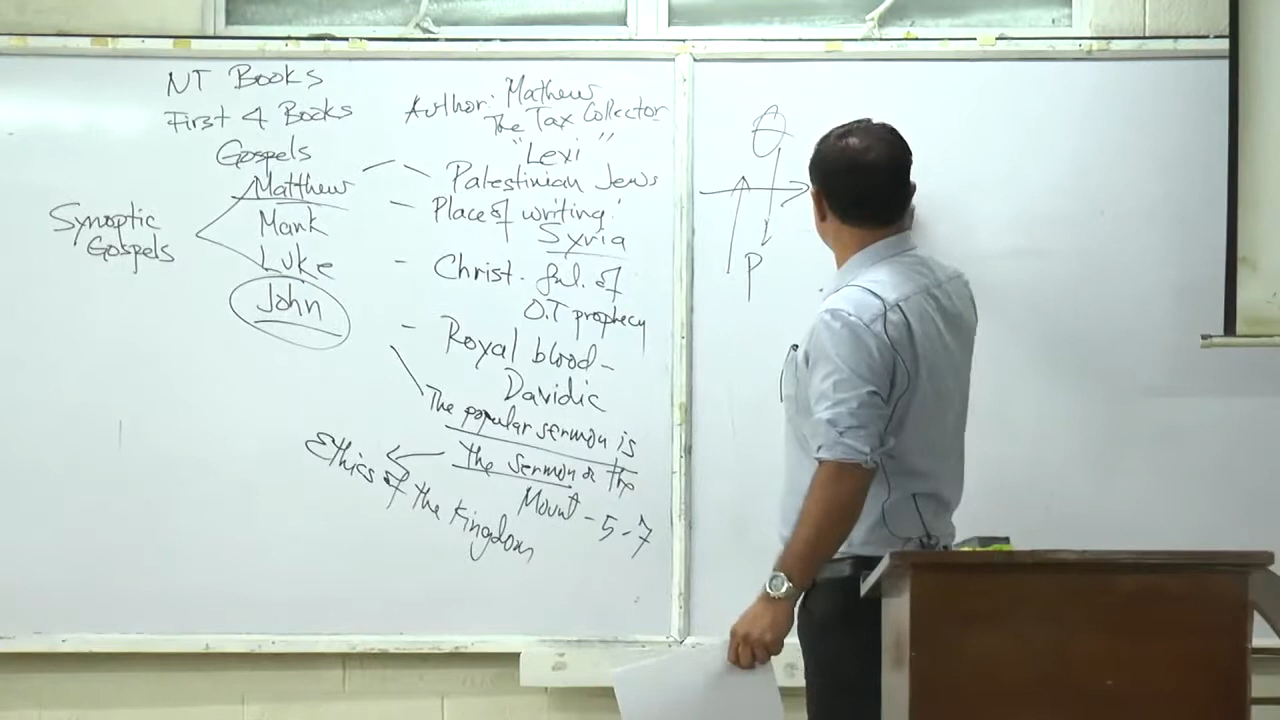 NT Books
First 4 Books
Gospels
Matthew
Mark
Luke
John
Synoptic
Gospels
Author: Mathew
The Tax Collector
"Lexi"
Palestinian Jews
Place of writing:
Syria
Christ. ful. of
O.T prophecy
Royal blood -
Davidic
The popular sermon is
the sermon o the
Mount - 5-7
Ethics of the Kingdom
P